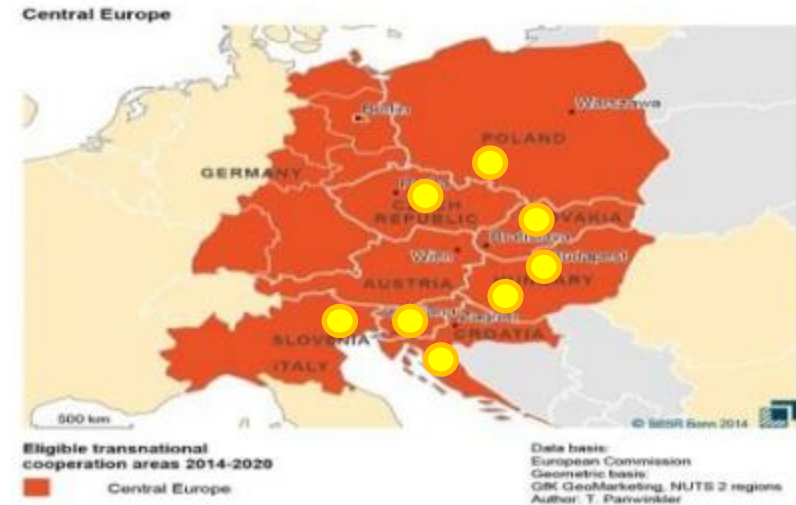 Central Europe
Berlin
Warszawa
POLAND
GERMANY
REPUBLIC
Bratislava
Wien
AUSTRIA
CROATIA
SLOVENIA
ITALY
500 km
© BBSR Bonn 2014
Eligible transnational
cooperation areas 2014-2020
Central Europe
Data basis:
European Commission
Geometric basis:
GfK GeoMarketing, NUTS 2 regions
Author: T. Panwinkler